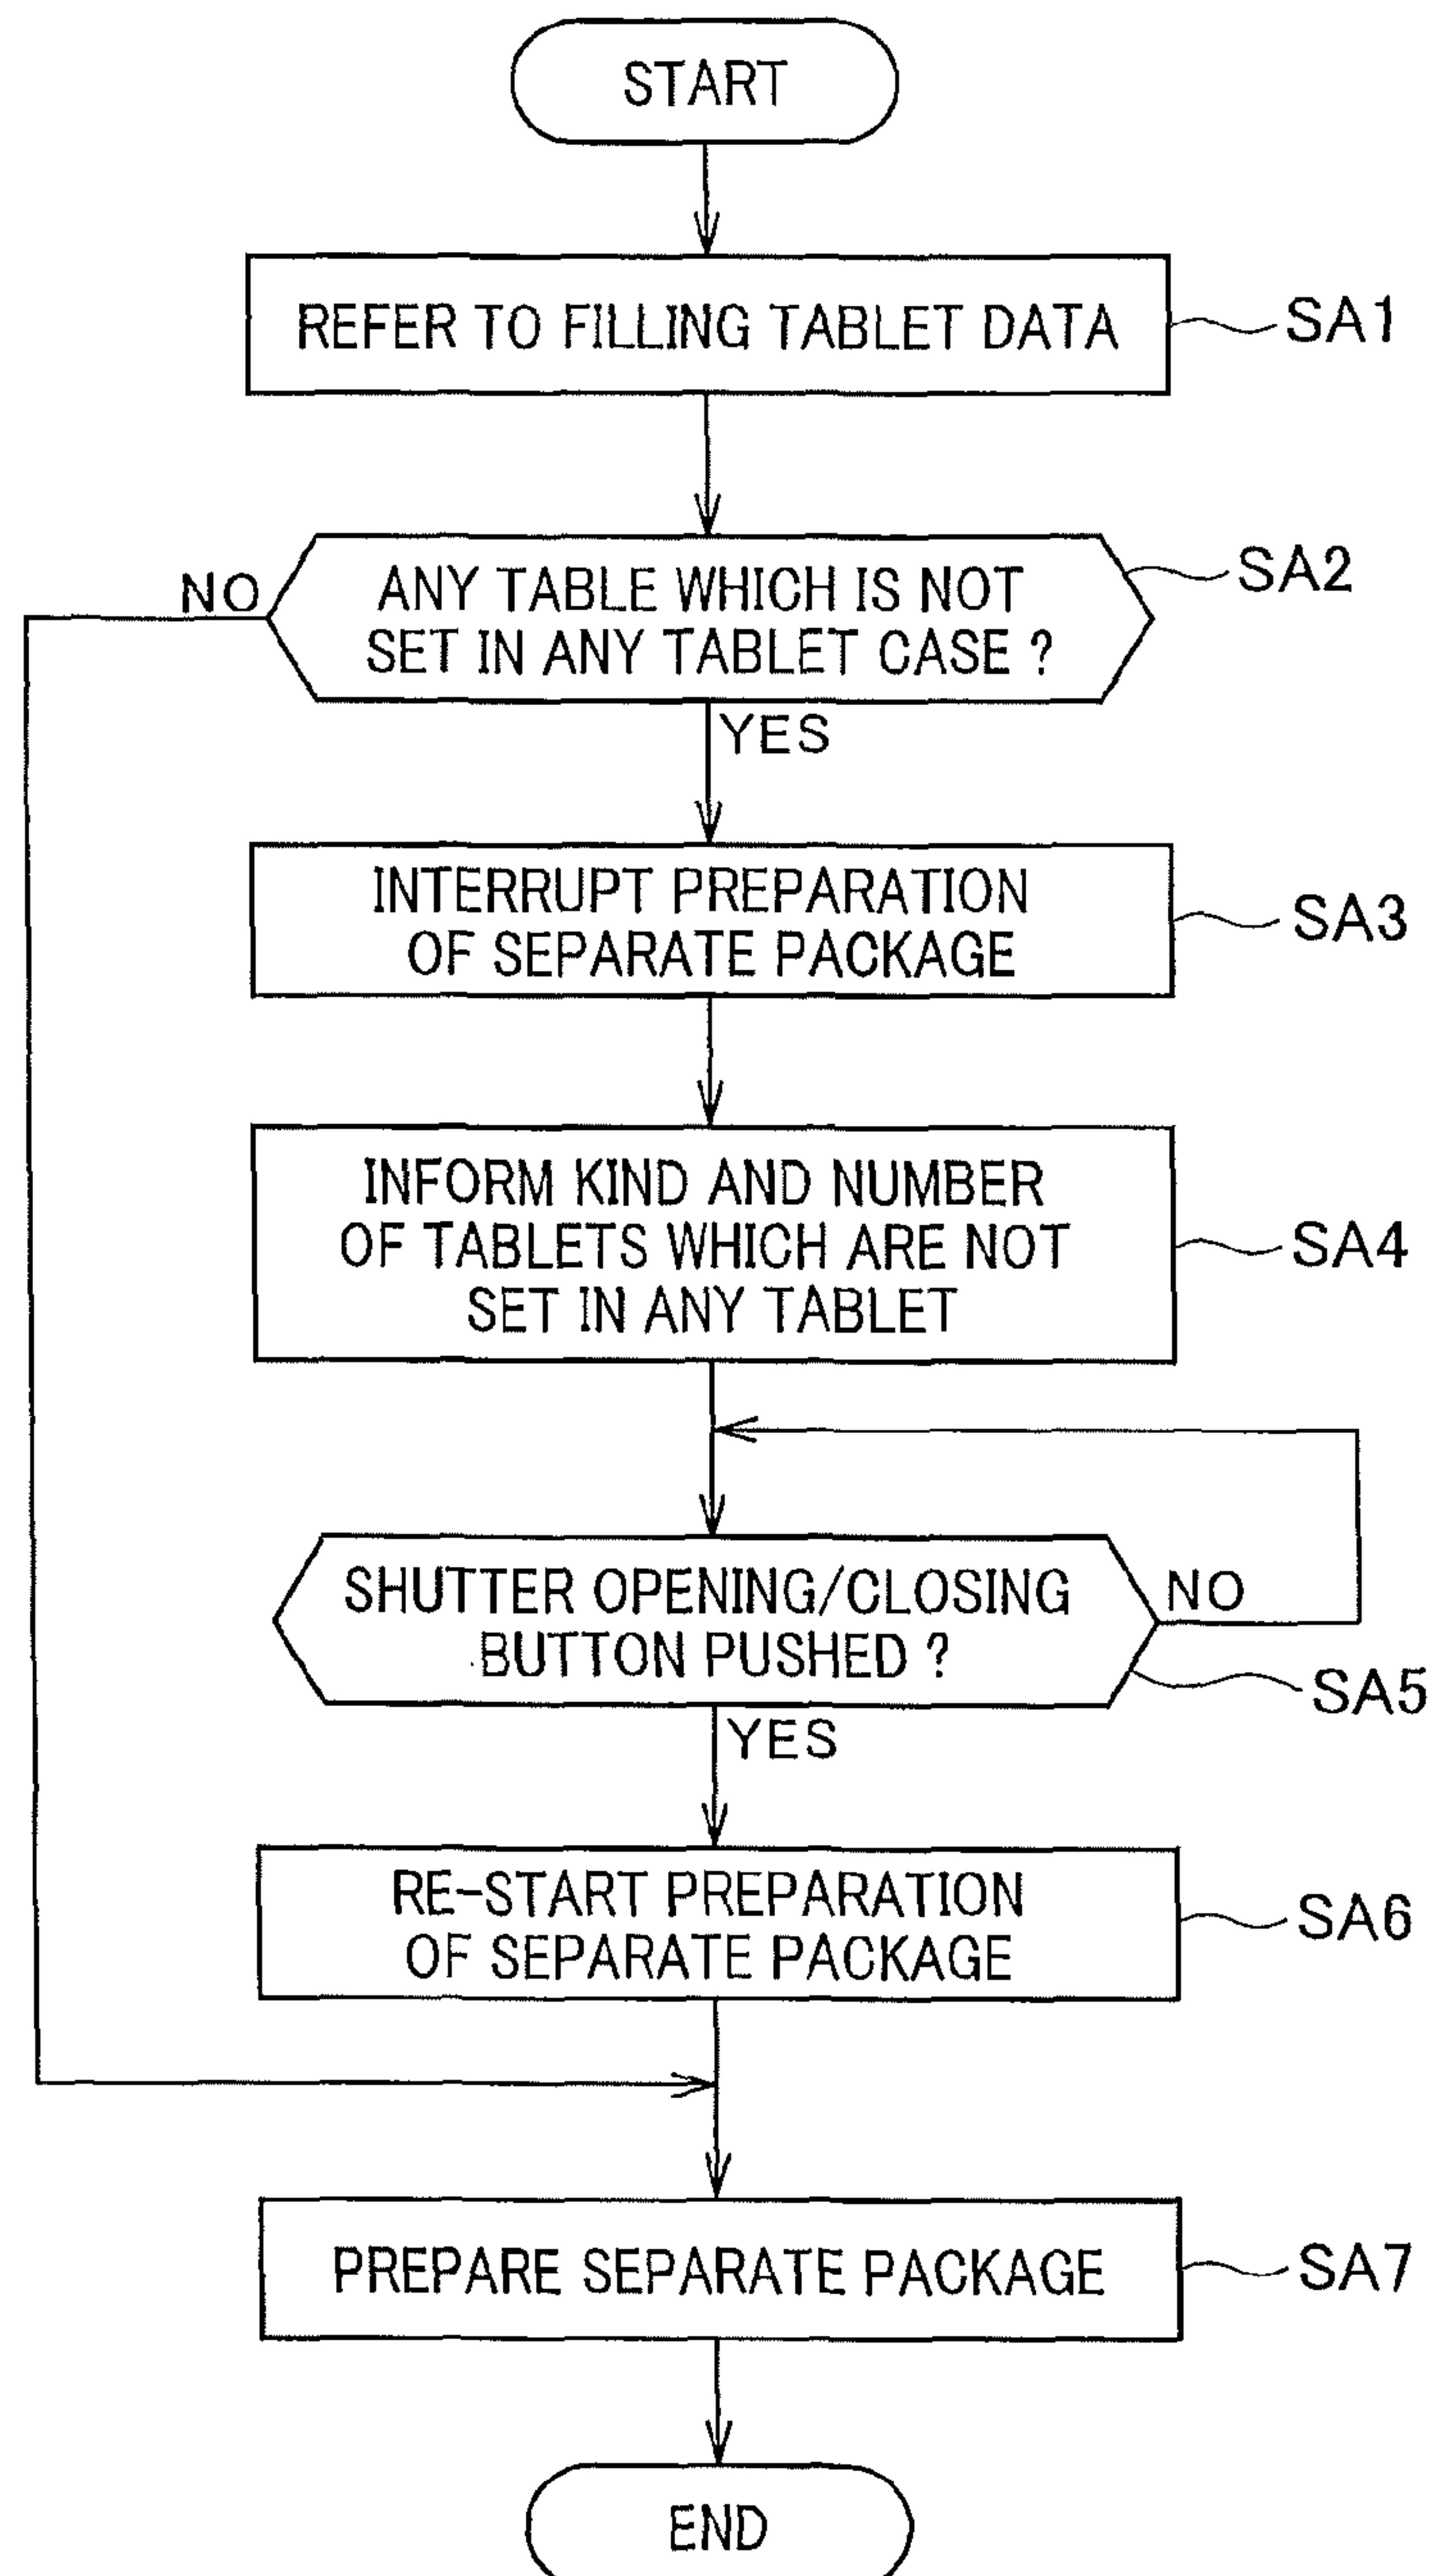 START
REFER TO FILLING TABLET DATA
SA1
ANY TABLE WHICH IS NOT
SET IN ANY TABLET CASE ?
SA2
NO
YES
INTERRUPT PREPARATION
OF SEPARATE PACKAGE
SA3
INFORM KIND AND NUMBER
OF TABLETS WHICH ARE NOT
SET IN ANY TABLET
SA4
SHUTTER OPENING/CLOSING
BUTTON PUSHED ?
NO
SA5
YES
RE-START PREPARATION
OF SEPARATE PACKAGE
SA6
PREPARE SEPARATE PACKAGE
SA7
END